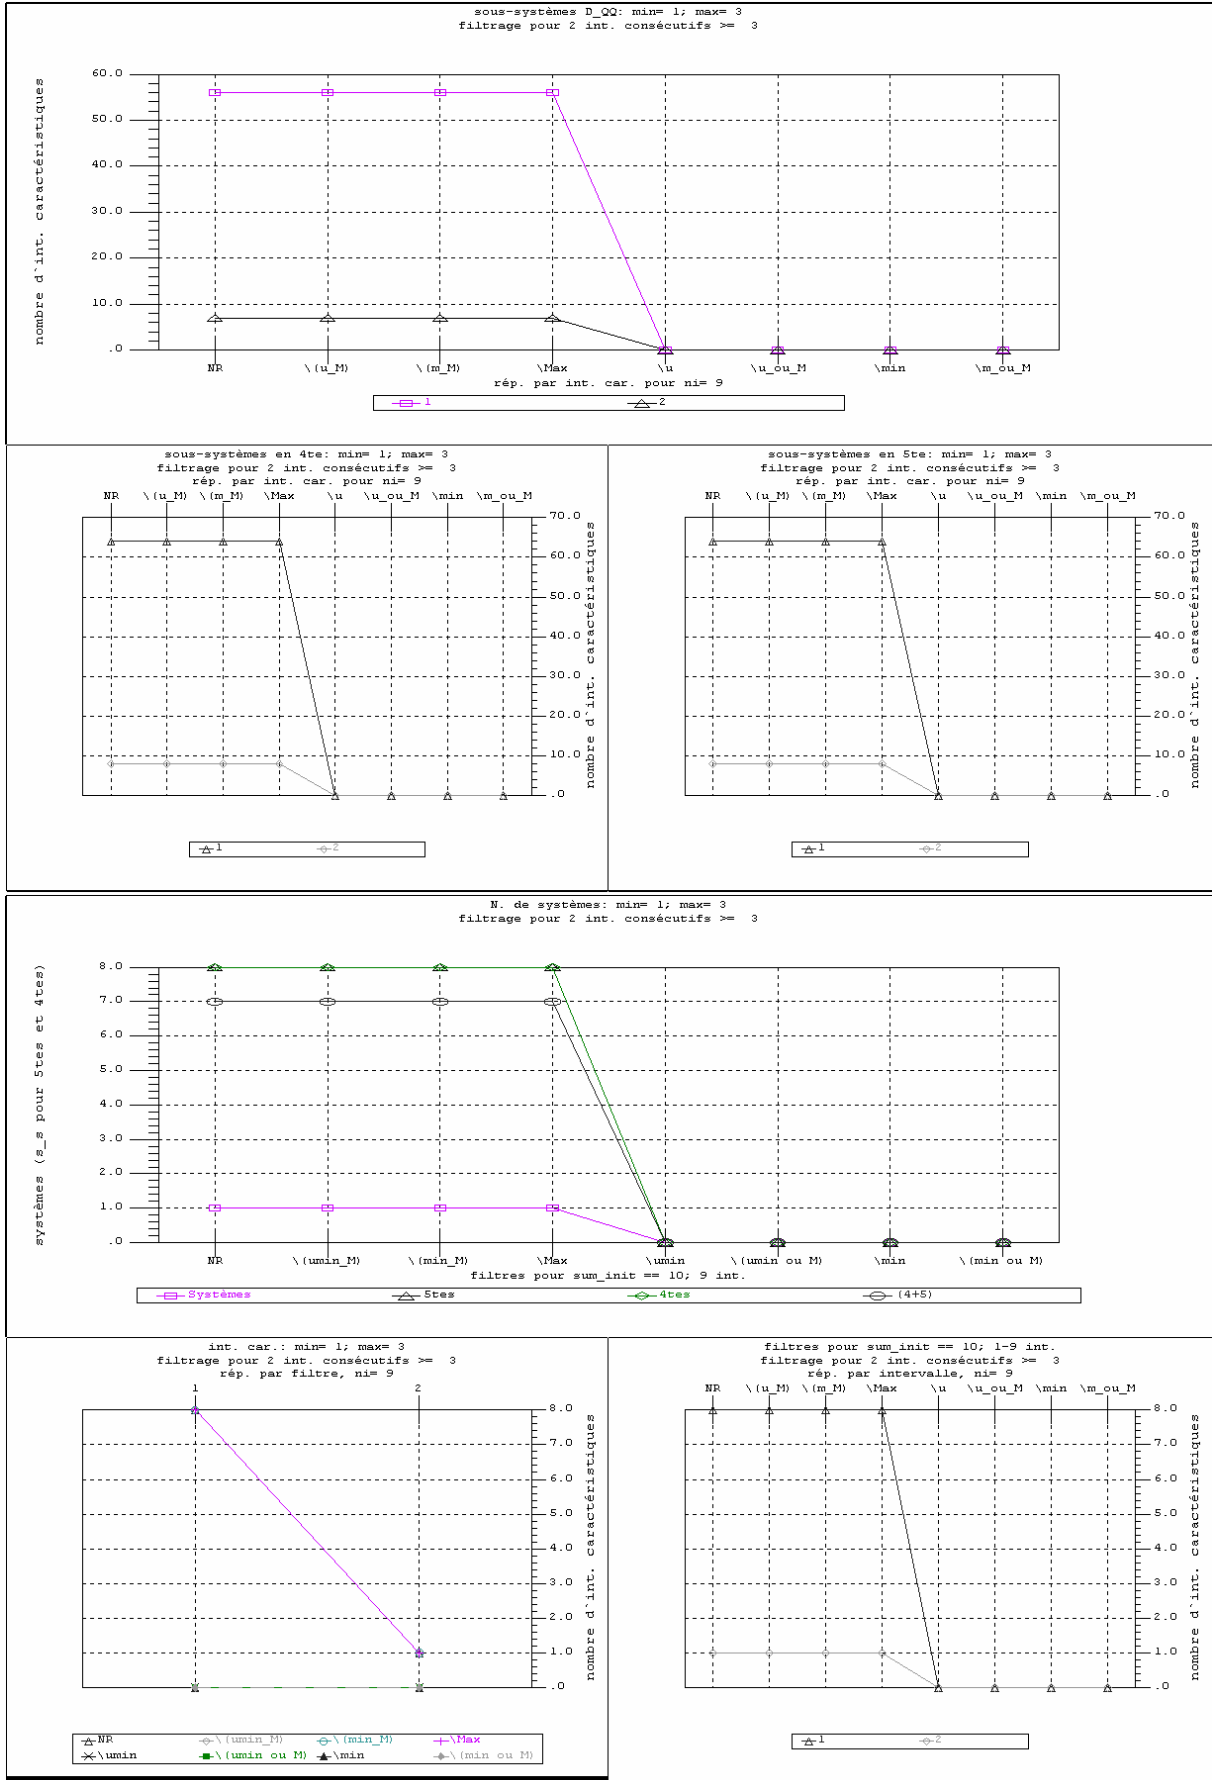 sous-systèmes D_QQ: min= 1; max= 3
filtrage pour 2 int. consécutifs >= 3
nombre d`int. caractéristiques
60.0
50.0
40.0
30.0
20.0
10.0
.0
NR \(u_M) \(m_M) \Max \u \u_ou_M \min \m_ou_M
rép. par int. car. pour ni= 9
1 2
sous-systèmes en 4te: min= 1; max= 3
filtrage pour 2 int. consécutifs >= 3
rép. par int. car. pour ni= 9
NR \(u_M) \(m_M) \Max \u \u_ou_M \min \m_ou_M
70.0
60.0
50.0
40.0
30.0
20.0
10.0
.0
nombre d`int. caractéristiques
1 2
sous-systèmes en 5te: min= 1; max= 3
filtrage pour 2 int. consécutifs >= 3
rép. par int. car. pour ni= 9
NR \(u_M) \(m_M) \Max \u \u_ou_M \min \m_ou_M
70.0
60.0
50.0
40.0
30.0
20.0
10.0
.0
nombre d`int. caractéristiques
1 2
N. de systèmes: min= 1; max= 3
filtrage pour 2 int. consécutifs >= 3
systèmes (s_s pour 5tes et 4tes)
8.0
7.0
6.0
5.0
4.0
3.0
2.0
1.0
.0
NR \(umin_M) \(min_M) \Max \umin \(umin ou M) \min \(min ou M)
filtres pour sum_init == 10; 9 int.
Systèmes 5tes 4tes (4+5)
int. car.: min= 1; max= 3
filtrage pour 2 int. consécutifs >= 3
rép. par filtre, ni= 9
1 2
8.0
7.0
6.0
5.0
4.0
3.0
2.0
1.0
.0
nombre d`int. caractéristiques
NR \(umin_M) \(min_M) \Max
\umin \(umin ou M) \min \(min ou M)
filtres pour sum_init == 10; 1-9 int.
filtrage pour 2 int. consécutifs >= 3
rép. par intervalle, ni= 9
NR \(u_M) \(m_M) \Max \u \u_ou_M \min \m_ou_M
8.0
7.0
6.0
5.0
4.0
3.0
2.0
1.0
.0
nombre d`int. caractéristiques
1 2